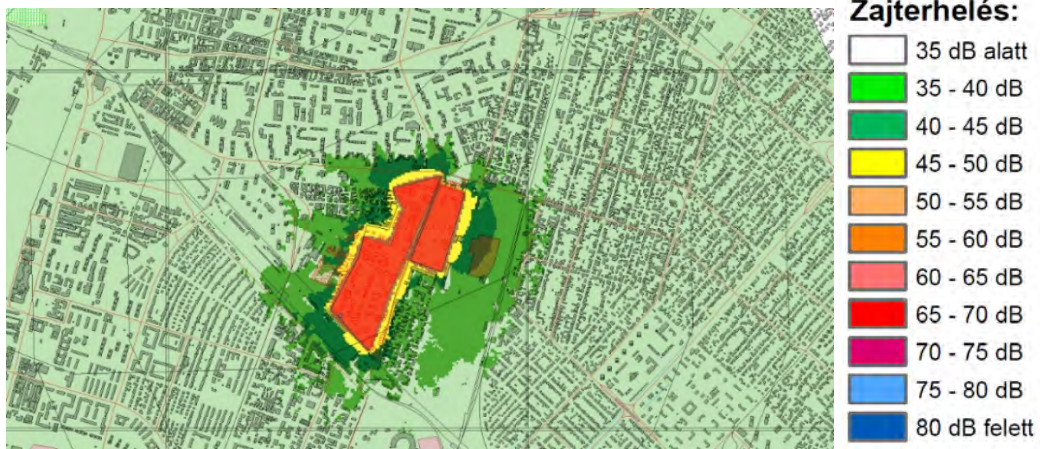 Zajterhelés:
35 dB alatt
35 - 40 dB
40 - 45 dB
45 - 50 dB
50 - 55 dB
55 - 60 dB
60 - 65 dB
65 - 70 dB
70 - 75 dB
75 - 80 dB
80 dB felett